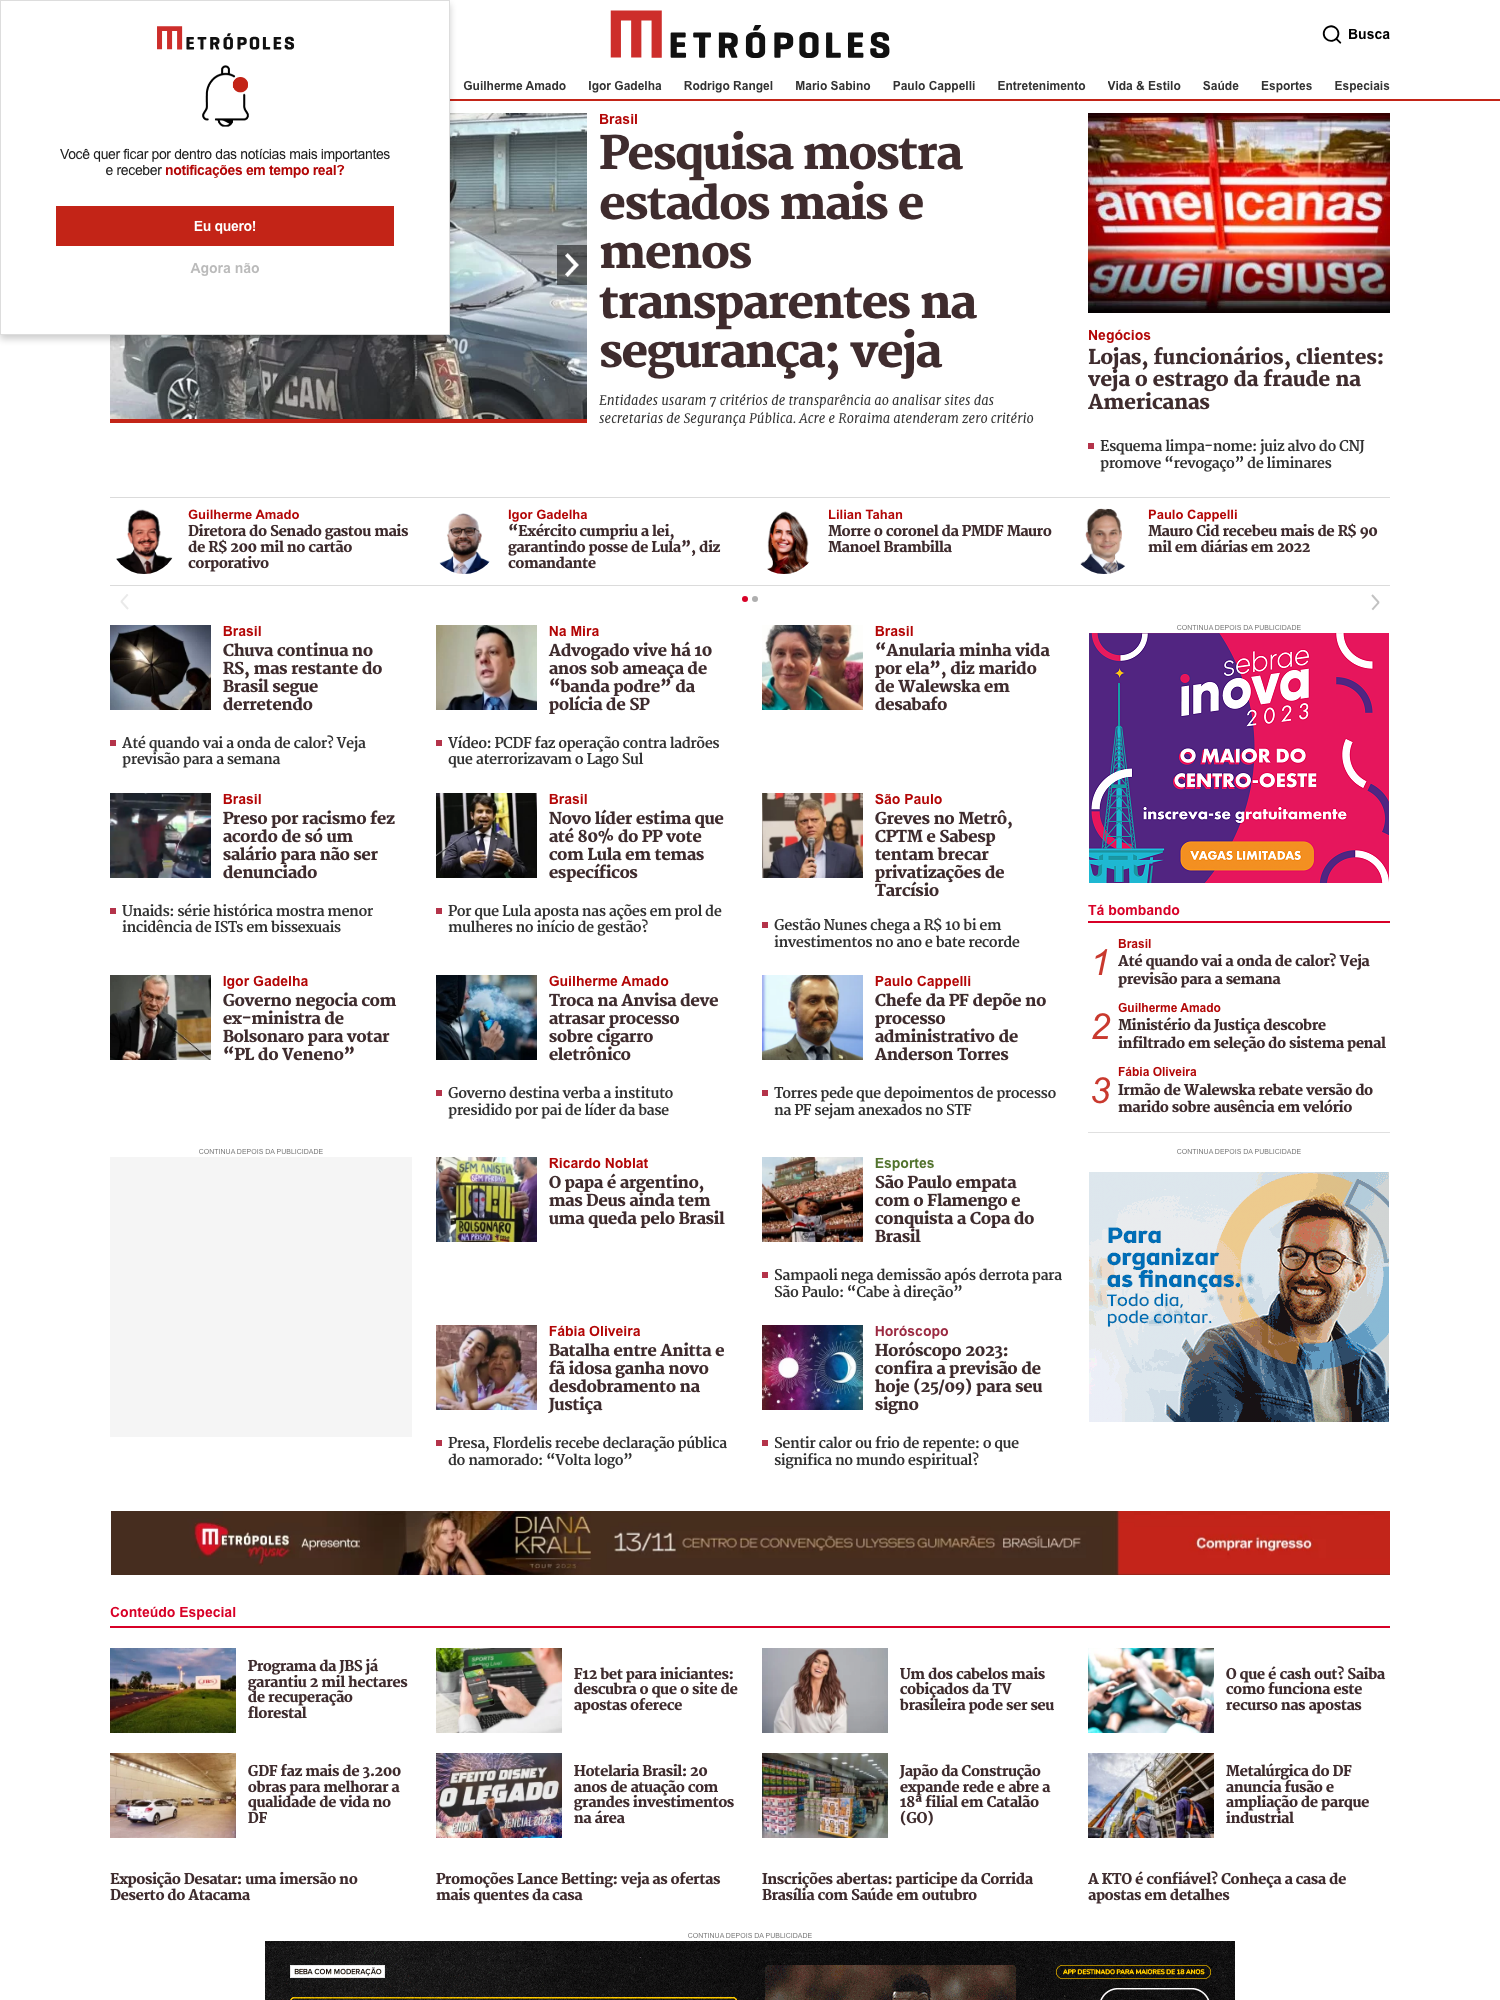 METRÓPOLES
Você quer ficar por dentro das notícias mais importantes
e receber notificações em tempo real?
Eu quero!
Agora não
METRÓPOLES
Busca
Guilherme Amado
Igor Gadelha
Rodrigo Rangel
Mario Sabino
Paulo Cappelli
Entretenimento
Vida & Estilo
Saúde
Esportes
Especiais
Brasil
Pesquisa mostra
estados mais e
menos
transparentes na
segurança; veja
Entidades usaram 7 critérios de transparência ao analisar sites das
secretarias de Segurança Pública. Acre e Roraima atenderam zero critério
americanas
Negócios
Lojas, funcionários, clientes:
veja o estrago da fraude na
Americanas
Esquema limpa-nome: juiz alvo do CNJ
promove “revogaço” de liminares
Guilherme Amado
Diretora do Senado gastou mais
de R$ 200 mil no cartão
corporativo
Igor Gadelha
“Exército cumpriu a lei,
garantindo posse de Lula”, diz
comandante
Lilian Tahan
Morre o coronel da PMDF Mauro
Manoel Brambilla
Paulo Cappelli
Mauro Cid recebeu mais de R$ 90
mil em diárias em 2022
Brasil
Chuva continua no
RS, mas restante do
Brasil segue
derretendo
Até quando vai a onda de calor? Veja
previsão para a semana
Na Mira
Advogado vive há 10
anos sob ameaça de
“banda podre” da
polícia de SP
Vídeo: PCDF faz operação contra ladrões
que aterrorizavam o Lago Sul
Brasil
“Anularia minha vida
por ela”, diz marido
de Walewska em
desabafo
CONTINUA DEPOIS DA PUBLICIDADE
sebrae
inova
2023
O MAIOR DO
CENTRO-OESTE
inscreva-se gratuitamente
VAGAS LIMITADAS
Brasil
Preso por racismo fez
acordo de só um
salário para não ser
denunciado
Unaids: série histórica mostra menor
incidência de ISTs em bissexuais
Brasil
Novo líder estima que
até 80% do PP vote
com Lula em temas
específicos
Por que Lula aposta nas ações em prol de
mulheres no início de gestão?
São Paulo
Greves no Metrô,
CPTM e Sabesp
tentam brecar
privatizações de
Tarcísio
Gestão Nunes chega a R$ 10 bi em
investimentos no ano e bate recorde
Tá bombando
1
Brasil
Até quando vai a onda de calor? Veja
previsão para a semana
2
Guilherme Amado
Ministério da Justiça descobre
infiltrado em seleção do sistema penal
3
Fábia Oliveira
Irmão de Walewska rebate versão do
marido sobre ausência em velório
Igor Gadelha
Governo negocia com
ex-ministra de
Bolsonaro para votar
“PL do Veneno”
Guilherme Amado
Troca na Anvisa deve
atrasar processo
sobre cigarro
eletrônico
Governo destina verba a instituto
presidido por pai de líder da base
Paulo Cappelli
Chefe da PF depõe no
processo
administrativo de
Anderson Torres
Torres pede que depoimentos de processo
na PF sejam anexados no STF
CONTINUA DEPOIS DA PUBLICIDADE
SEM ANISTIA
BOLSONARO
NA PRISÃO
Ricardo Noblat
O papa é argentino,
mas Deus ainda tem
uma queda pelo Brasil
Esportes
São Paulo empata
com o Flamengo e
conquista a Copa do
Brasil
Sampaoli nega demissão após derrota para
São Paulo: “Cabe à direção”
CONTINUA DEPOIS DA PUBLICIDADE
Para
organizar
as finanças.
Todo dia,
pode contar.
Fábia Oliveira
Batalha entre Anitta e
fã idosa ganha novo
desdobramento na
Justiça
Presa, Flordelis recebe declaração pública
do namorado: “Volta logo”
Horóscopo
Horóscopo 2023:
confira a previsão de
hoje (25/09) para seu
signo
Sentir calor ou frio de repente: o que
significa no mundo espiritual?
METRÓPOLES
music
Apresenta:
DIANA
KRALL
TOUR 2023
13/11 CENTRO DE CONVENÇÕES ULYSSES GUIMARÃES BRASÍLIA/DF
Comprar ingresso
Conteúdo Especial
Programa da JBS já
garantiu 2 mil hectares
de recuperação
florestal
SPORTS
F12 bet para iniciantes:
descubra o que o site de
apostas oferece
Um dos cabelos mais
cobiçados da TV
brasileira pode ser seu
O que é cash out? Saiba
como funciona este
recurso nas apostas
GDF faz mais de 3.200
obras para melhorar a
qualidade de vida no
DF
EFEITO DISNEY
O LEGADO
Hotelaria Brasil: 20
anos de atuação com
grandes investimentos
na área
Japão da Construção
expande rede e abre a
18ª filial em Catalão
(GO)
Metalúrgica do DF
anuncia fusão e
ampliação de parque
industrial
Exposição Desatar: uma imersão no
Deserto do Atacama
Promoções Lance Betting: veja as ofertas
mais quentes da casa
Inscrições abertas: participe da Corrida
Brasília com Saúde em outubro
A KTO é confiável? Conheça a casa de
apostas em detalhes
CONTINUA DEPOIS DA PUBLICIDADE
BEBA COM MODERAÇÃO
APP DESTINADO PARA MAIORES DE 18 ANOS